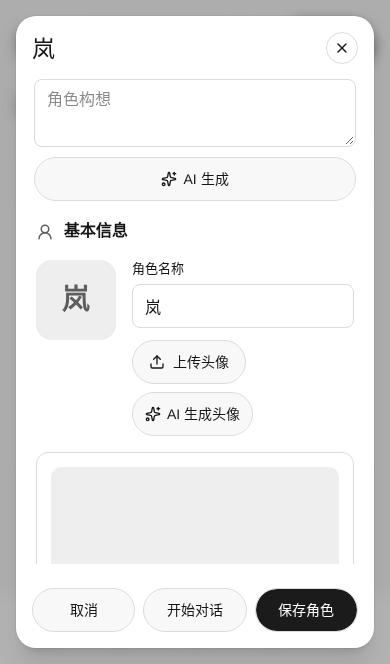 岚
角色构想
AI 生成
基本信息
岚
角色名称
岚
上传头像
AI 生成头像
取消
开始对话
保存角色